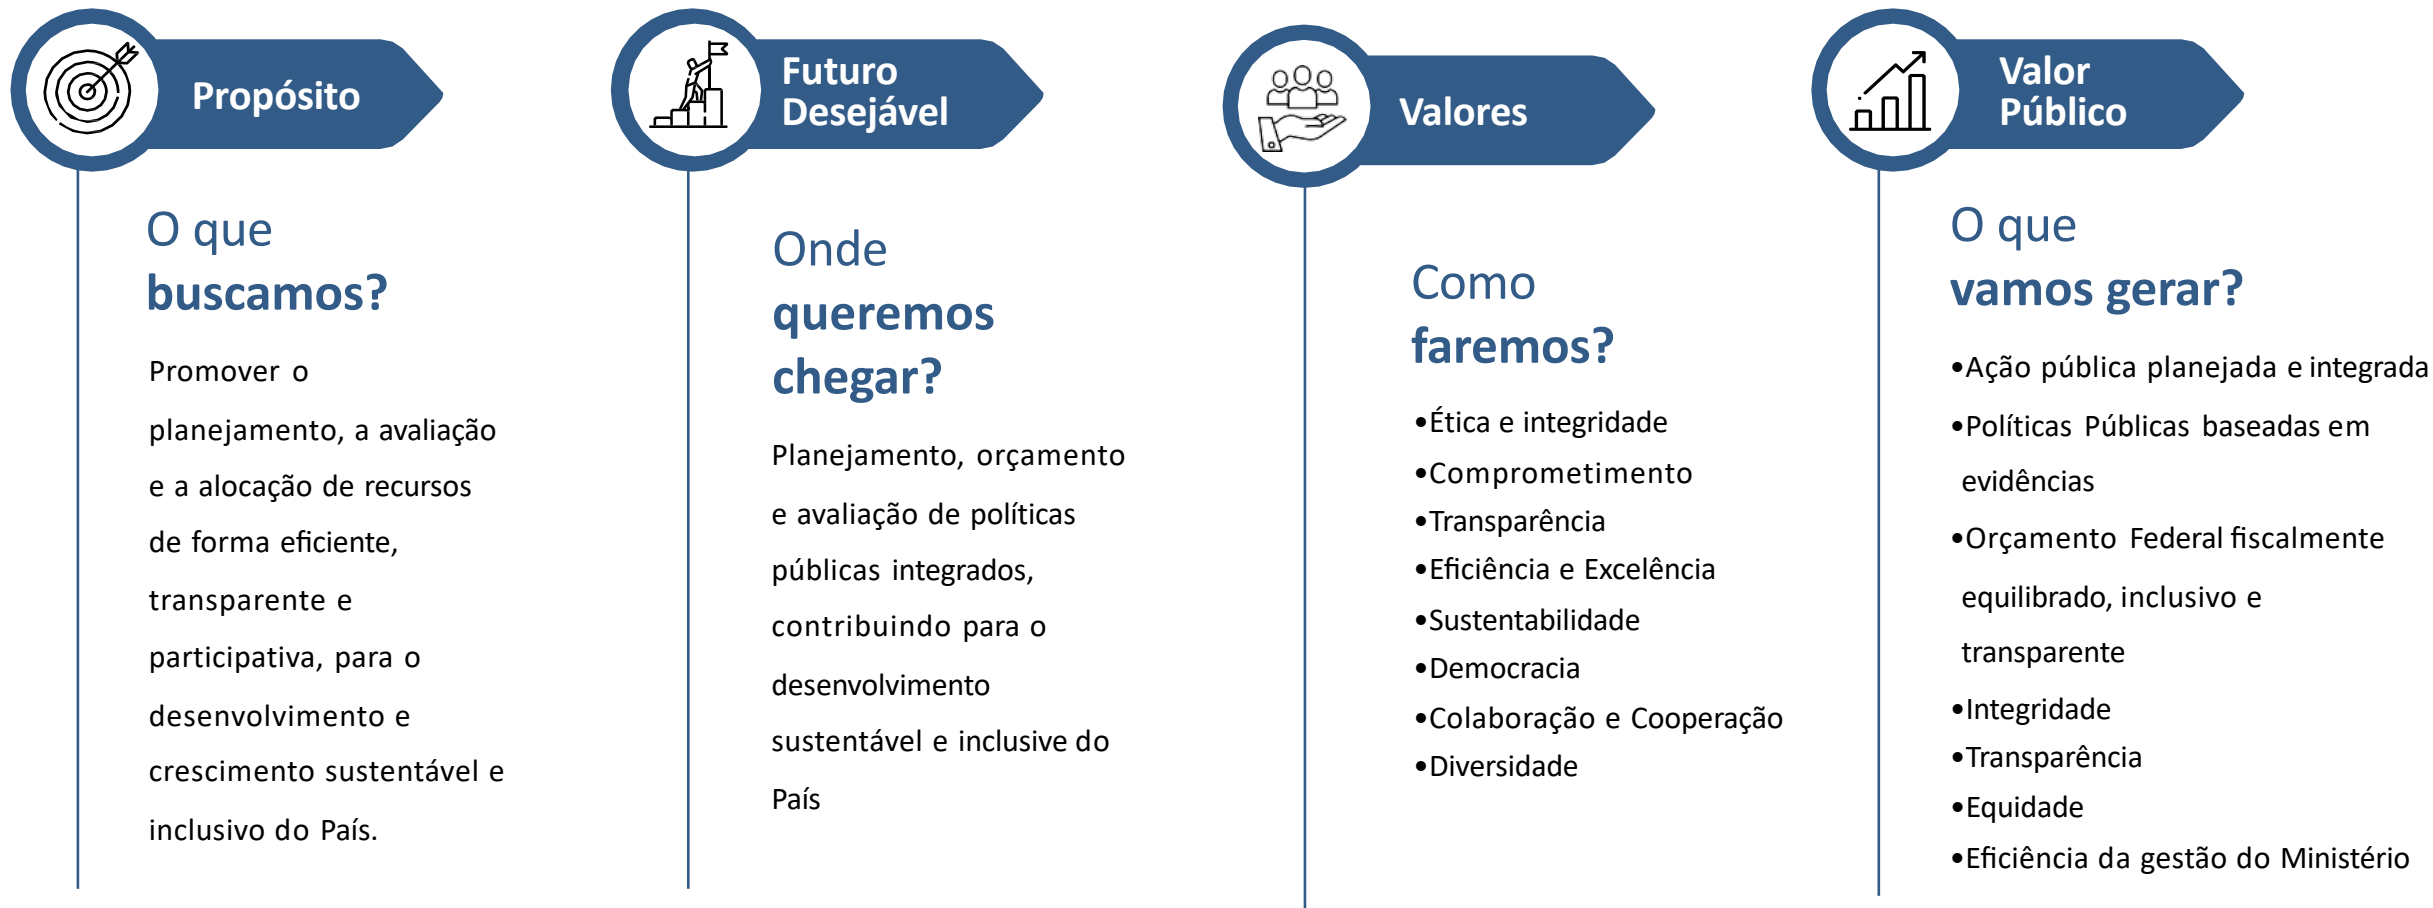 Propósito
O que
buscamos?
Promover o
planejamento, a avaliação
e a alocação de recursos
de forma eficiente,
transparente e
participativa, para o
desenvolvimento e
crescimento sustentável e
inclusivo do País.
Futuro
Desejável
Onde
queremos
chegar?
Planejamento, orçamento
e avaliação de políticas
públicas integrados,
contribuindo para o
desenvolvimento
sustentável e inclusive do
País
Valores
Como
faremos?
•Ética e integridade
•Comprometimento
•Transparência
•Eficiência e Excelência
•Sustentabilidade
•Democracia
•Colaboração e Cooperação
•Diversidade
Valor
Público
O que
vamos gerar?
•Ação pública planejada e integrada
•Políticas Públicas baseadas em
evidências
•Orçamento Federal fiscalmente
equilibrado, inclusivo e
transparente
•Integridade
•Transparência
•Equidade
•Eficiência da gestão do Ministério